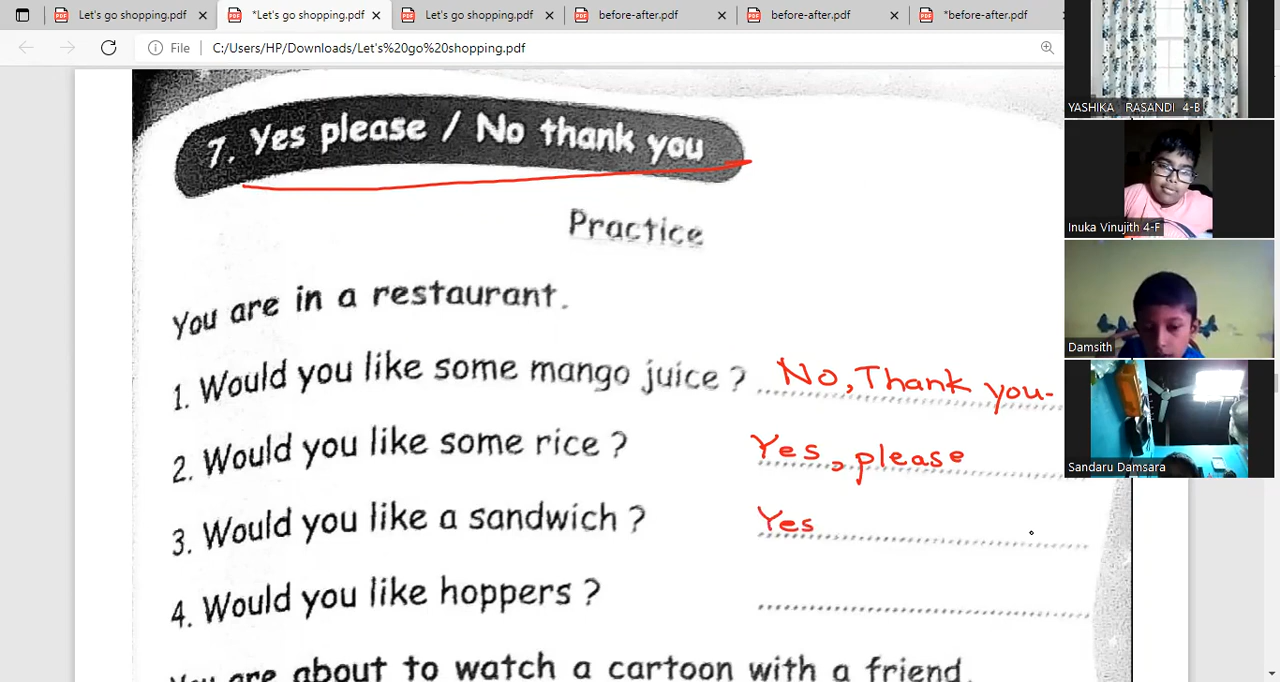 Let's go shopping.pdf
*Let's go shopping.pdf
Let's go shopping.pdf
before-after.pdf
before-after.pdf
*before-after.pdf
File
C:/Users/HP/Downloads/Let's%20go%20shopping.pdf
7. Yes please / No thank you
Practice
You are in a restaurant.
1. Would you like some mango juice ? No, Thank you-
2. Would you like some rice ? Yes, please
3. Would you like a sandwich ? Yes
4. Would you like hoppers ?
You are about to watch a cartoon with a friend.
YASHIKA RASANDI 4-B
Inuka Vinujith 4-F
Damsith
Sandaru Damsara